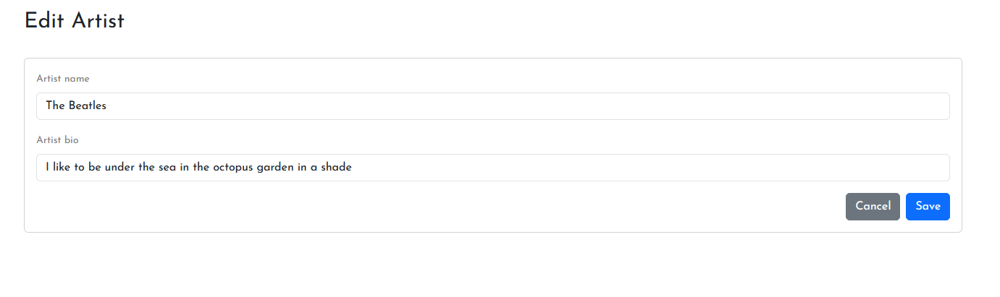 Edit Artist
Artist name
The Beatles
Artist bio
I like to be under the sea in the octopus garden in a shade
Cancel Save